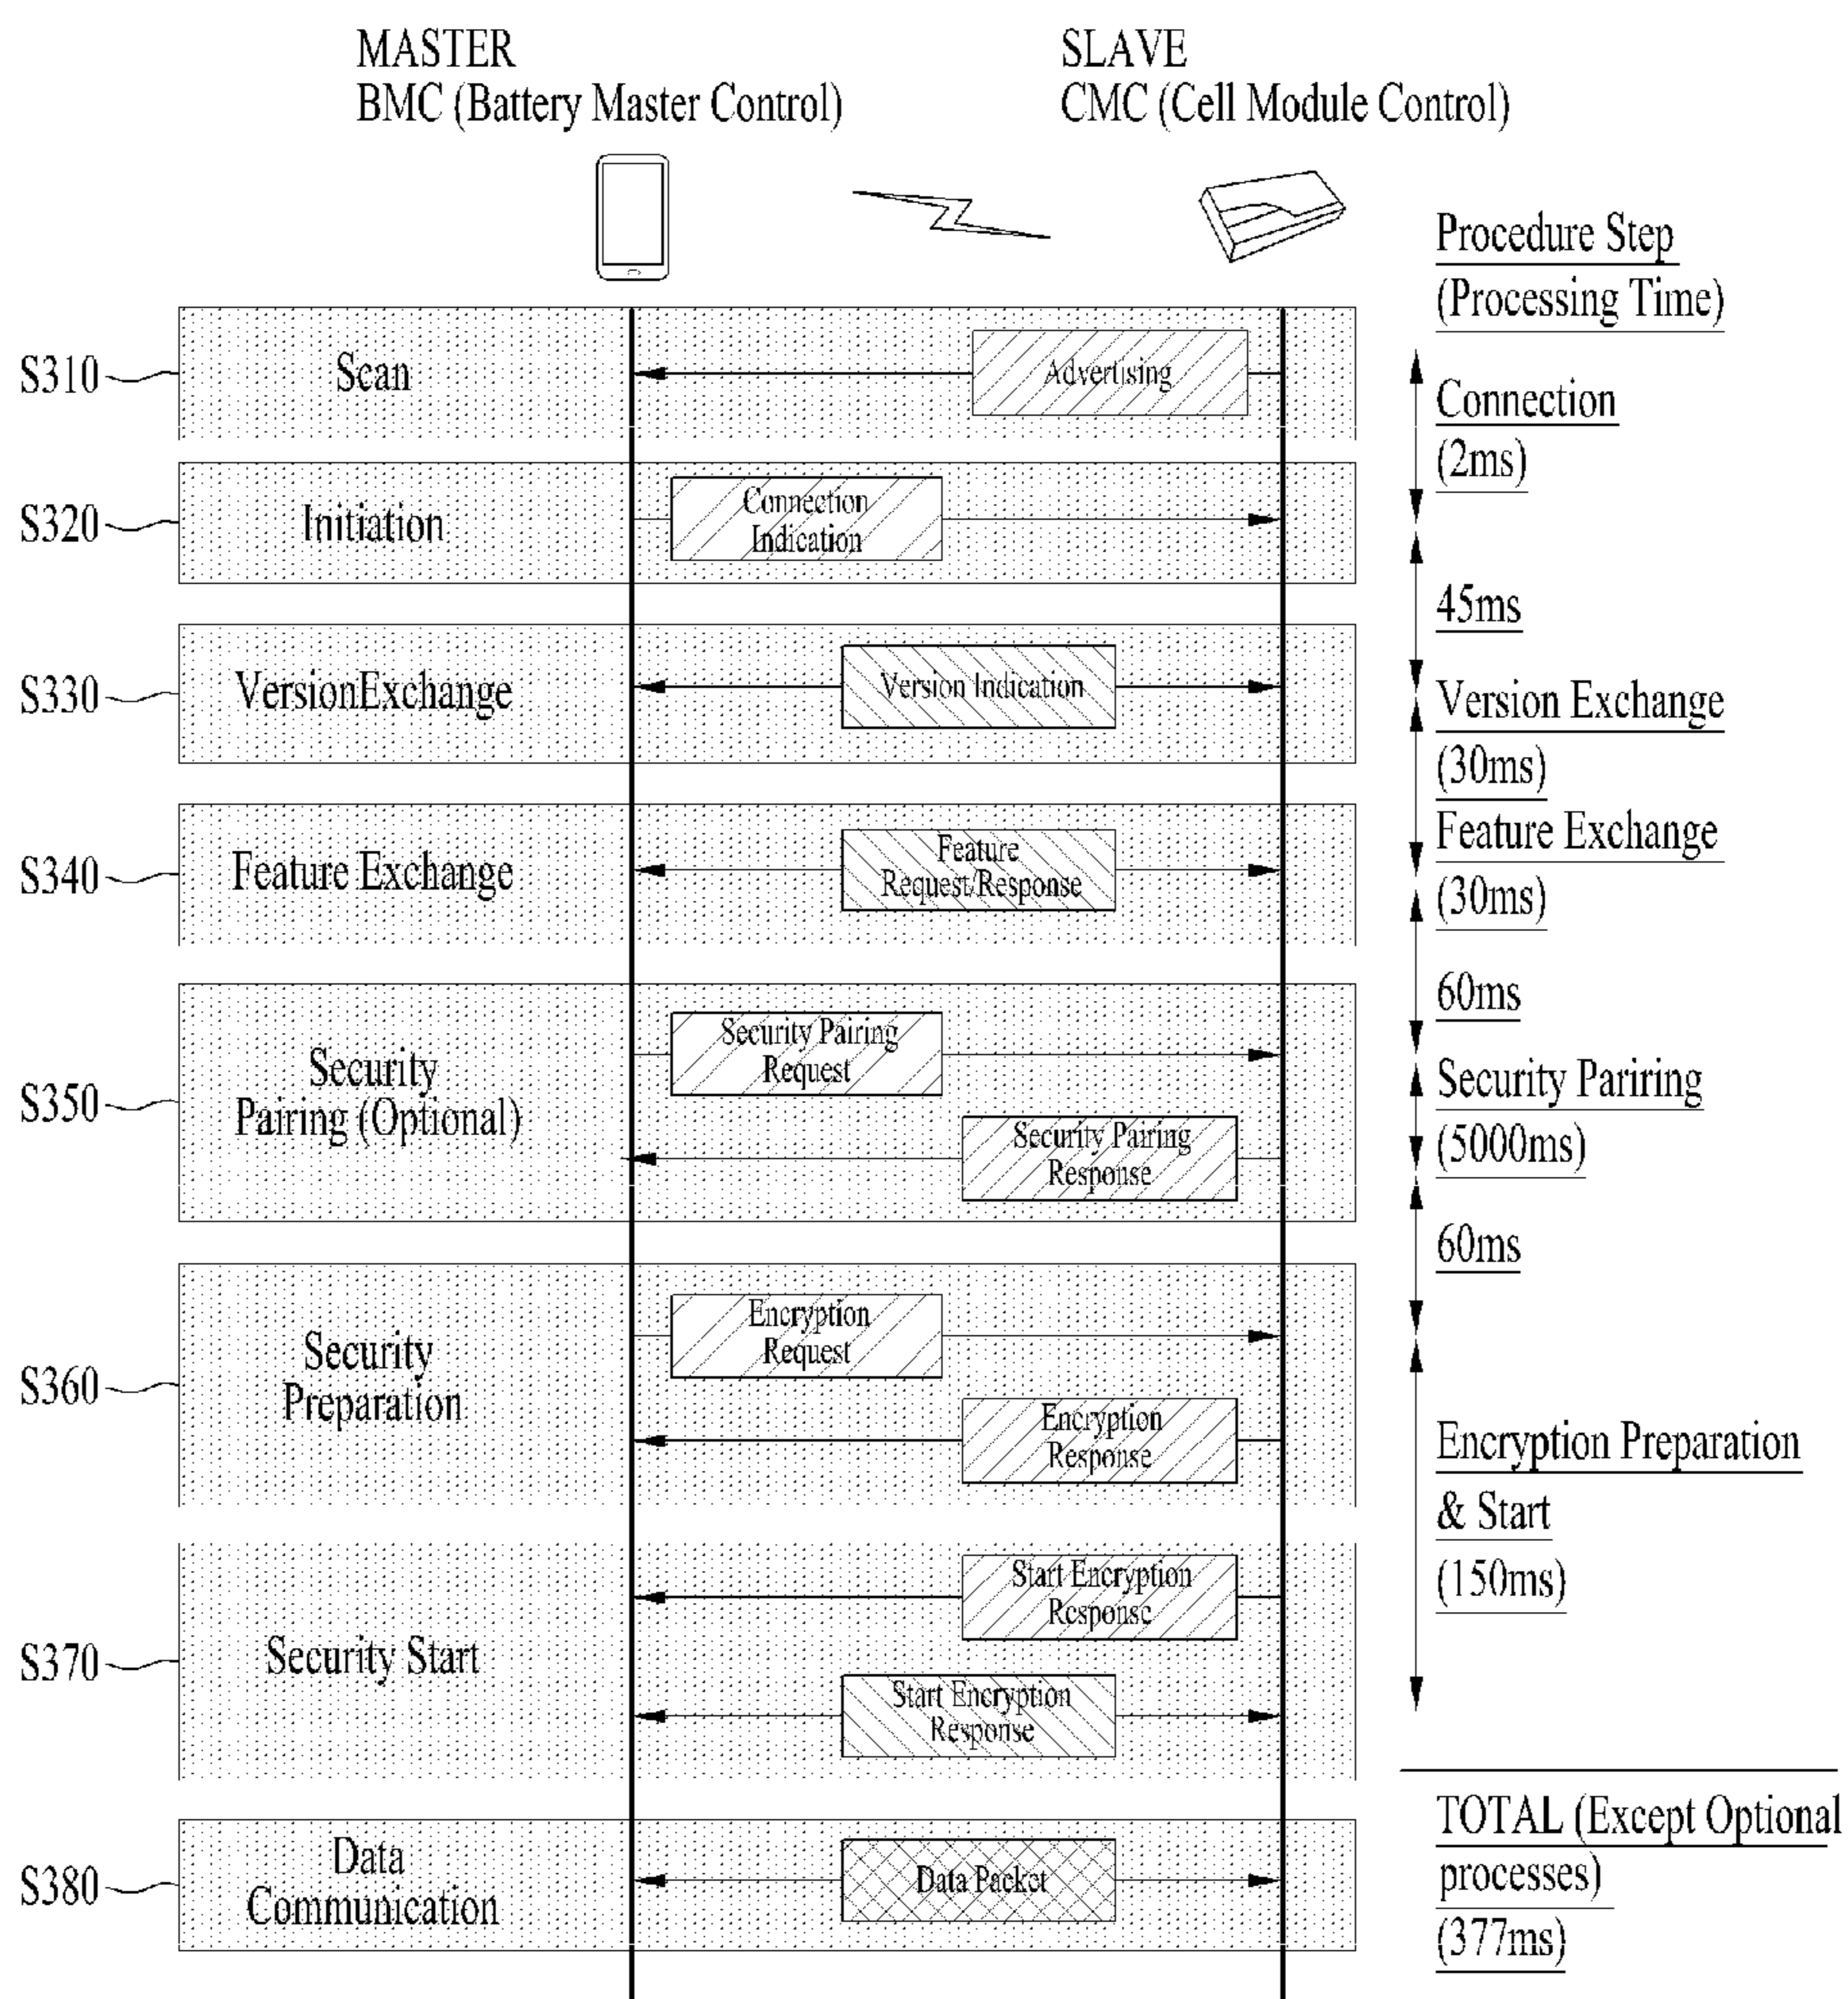 MASTER
BMC (Battery Master Control)
SLAVE
CMC (Cell Module Control)
Procedure Step
(Processing Time)
S310
Scan
Advertising
Connection
(2ms)
S320
Initiation
Connection
Indication
45ms
S330
VersionExchange
Version Indication
Version Exchange
(30ms)
S340
Feature Exchange
Feature
Request/Response
Feature Exchange
(30ms)
60ms
S350
Security
Pairing (Optional)
Security Pairing
Request
Security Pairing
Response
Security Pariring
(5000ms)
60ms
S360
Security
Preparation
Encryption
Request
Encryption
Response
Encryption Preparation
& Start
(150ms)
S370
Security Start
Start Encryption
Response
Start Encryption
Response
S380
Data
Communication
Data Packet
TOTAL (Except Optional
processes)
(377ms)